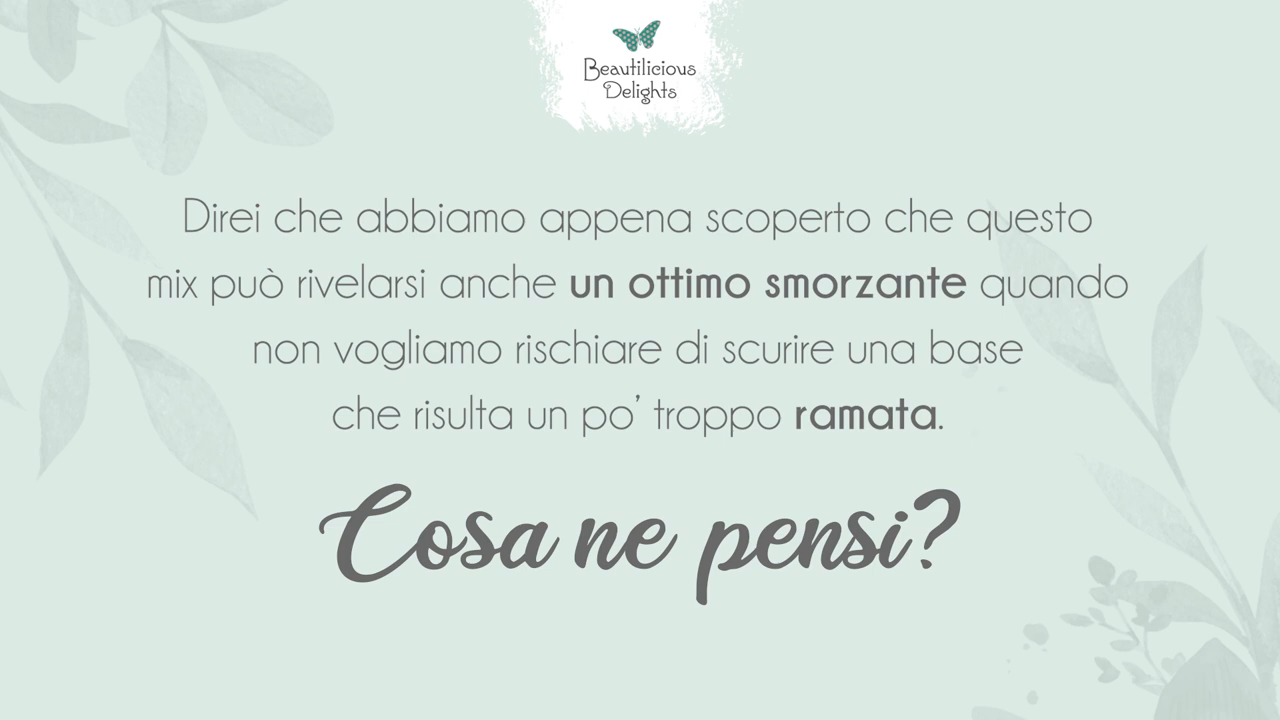 Beautilicious
Delights
Direi che abbiamo appena scoperto che questo
mix può rivelarsi anche un ottimo smorzante quando
non vogliamo rischiare di scurire una base
che risulta un po’ troppo ramata.
Cosa ne pensi?